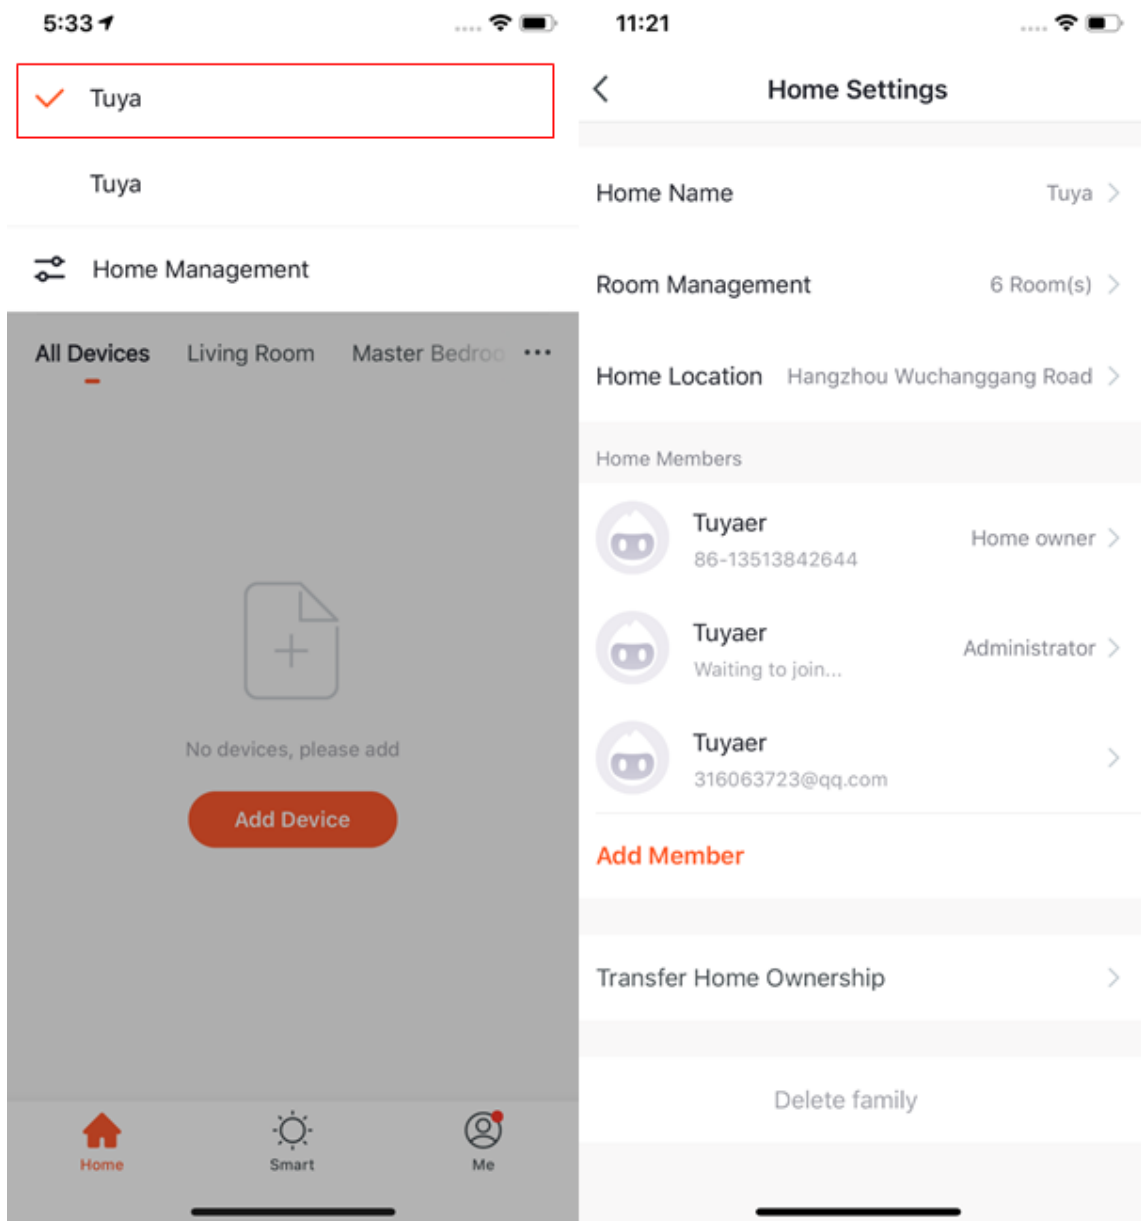 5:33
Tuya
Tuya
Home Management
All Devices Living Room Master Bedroo ...
No devices, please add
Add Device
Home Smart Me
11:21
Home Settings
Home Name Tuya
Room Management 6 Room(s)
Home Location Hangzhou Wuchanggang Road
Home Members
Tuyaer
86-13513842644
Home owner
Tuyaer
Waiting to join...
Administrator
Tuyaer
316063723@qq.com
Add Member
Transfer Home Ownership
Delete family